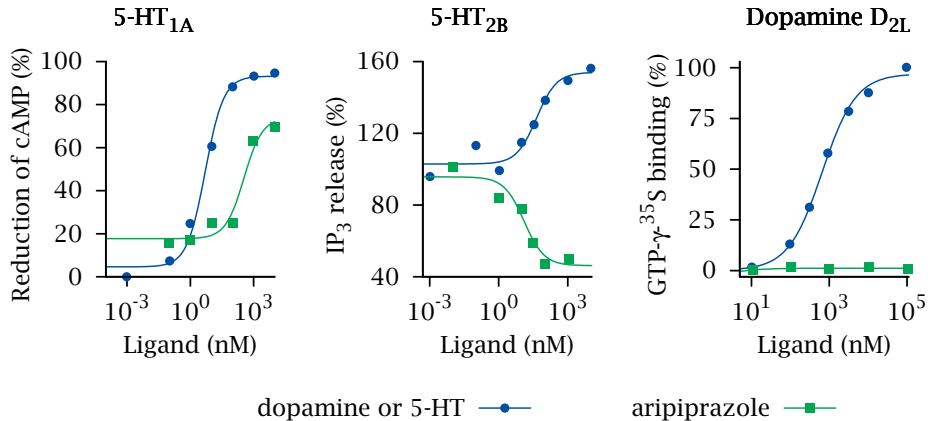 5-HT1A
5-HT2B
Dopamine D2L
Reduction of cAMP (%)
100
80
60
40
20
0
10-3
100
103
Ligand (nM)
IP3 release (%)
160
120
80
40
10-3
100
103
Ligand (nM)
GTP-γ-35S binding (%)
100
75
50
25
0
101
103
105
Ligand (nM)
dopamine or 5-HT
aripiprazole